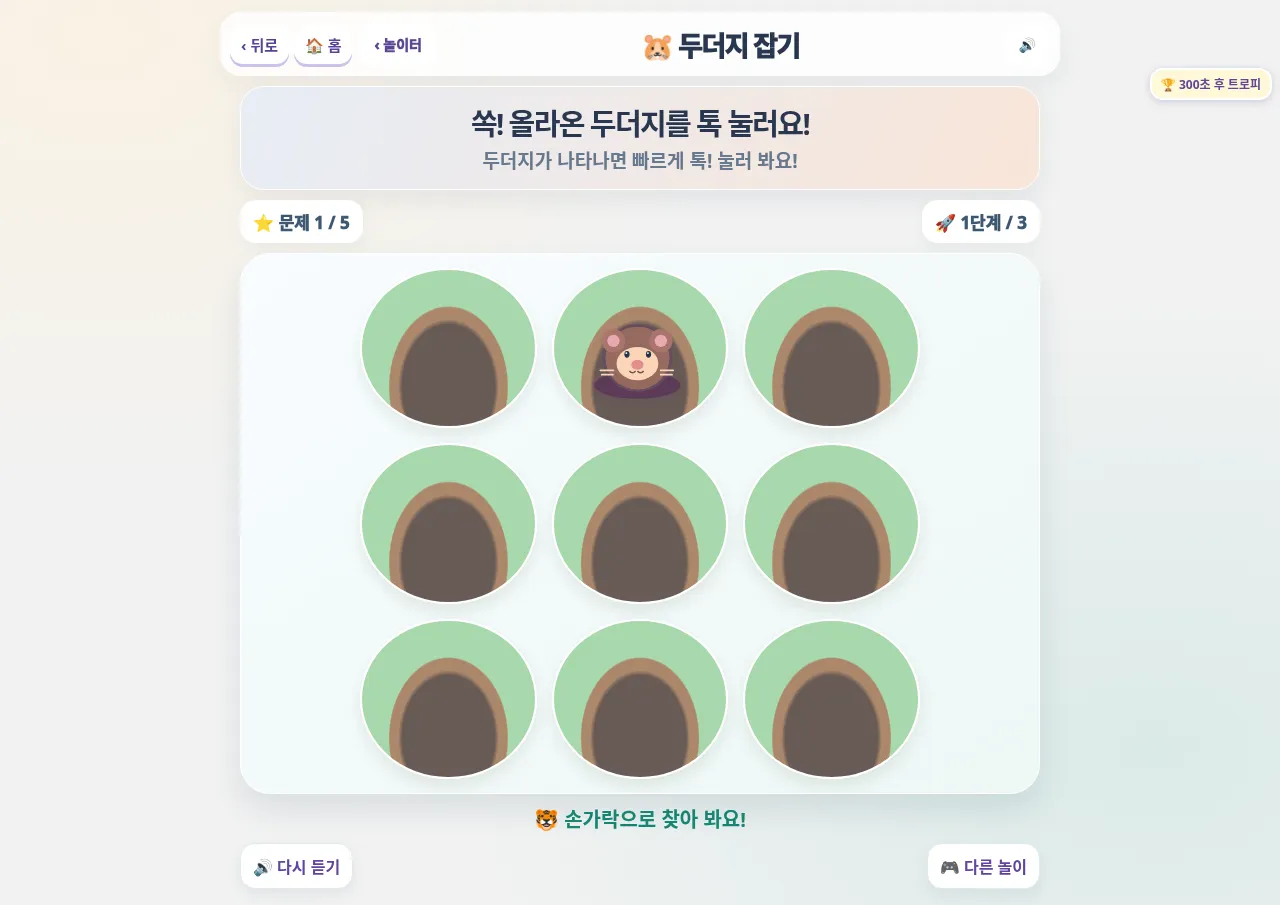 ‹ 뒤로 🏠 홈 ‹ 놀이터 🐹 두더지 잡기 🔊
🏆 300초 후 트로피
쏙! 올라온 두더지를 톡 눌러요!
두더지가 나타나면 빠르게 톡! 눌러 봐요!
⭐ 문제 1 / 5 🚀 1단계 / 3
🐯 손가락으로 찾아 봐요!
🔊 다시 듣기 🎮 다른 놀이